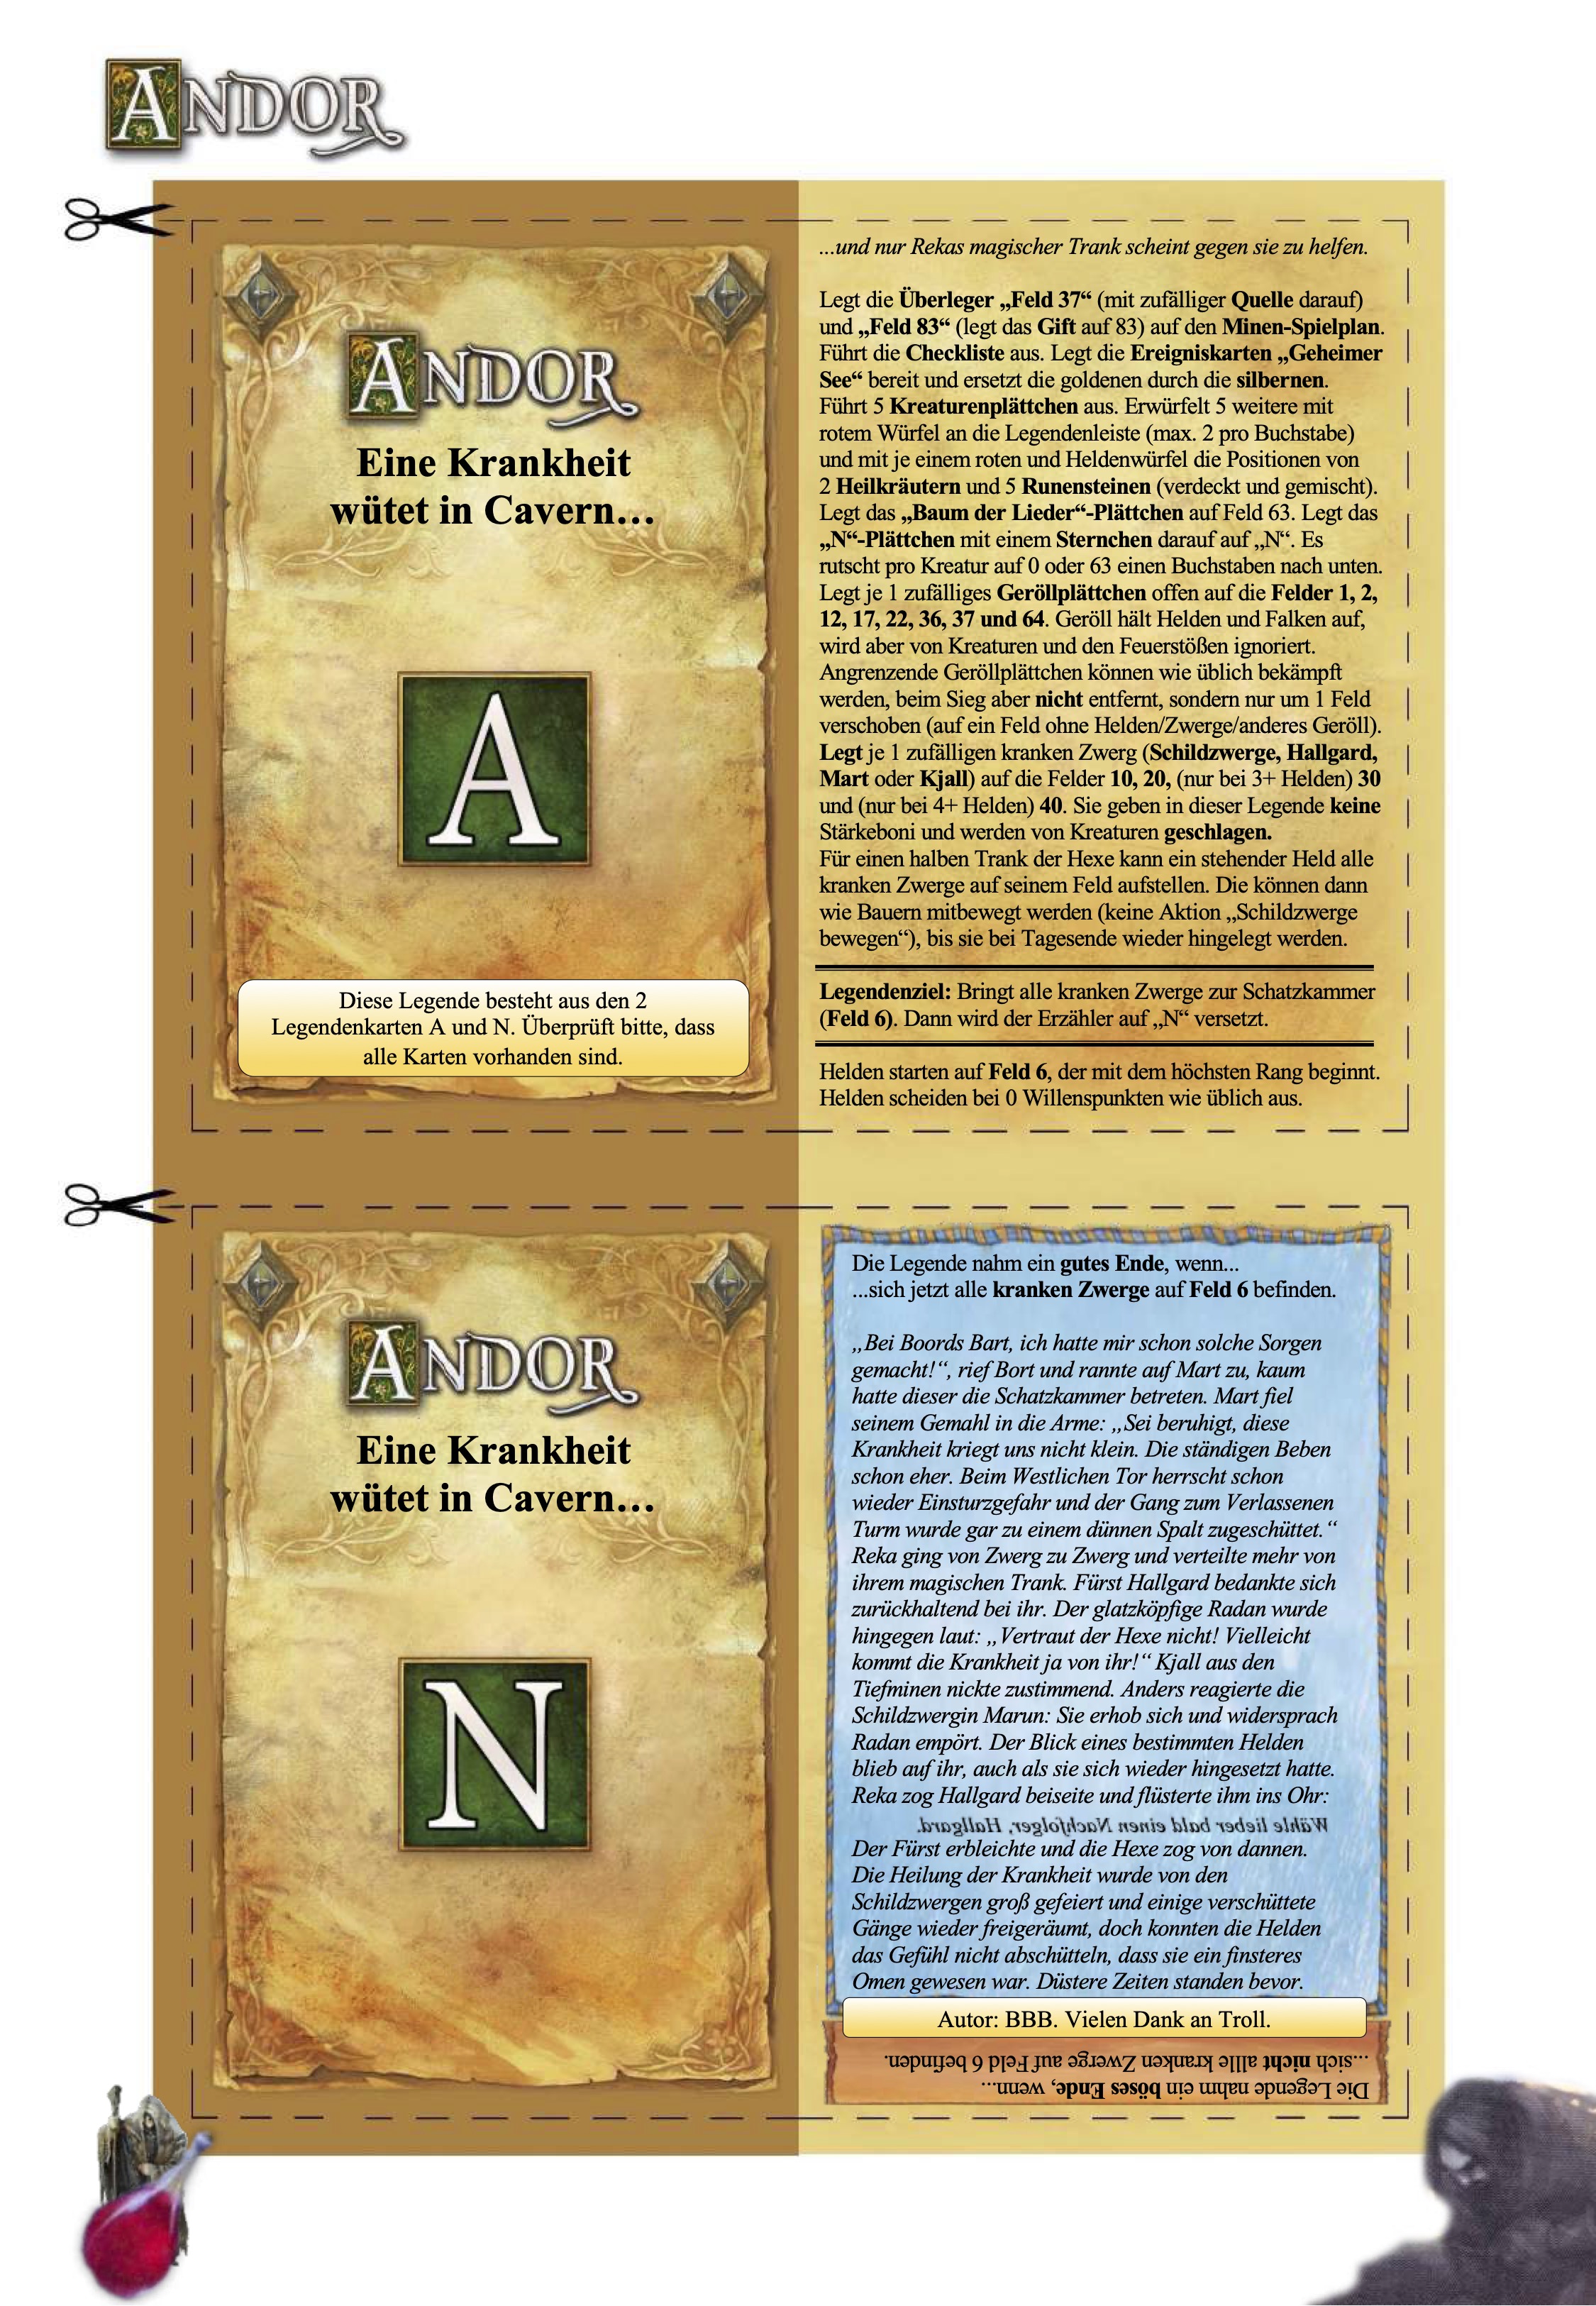 ANDOR
ANDOR
Eine Krankheit
wütet in Cavern…
A
Diese Legende besteht aus den 2
Legendenkarten A und N. Überprüft bitte, dass
alle Karten vorhanden sind.
...und nur Rekas magischer Trank scheint gegen sie zu helfen.
Legt die Überleger „Feld 37“ (mit zufälliger Quelle darauf)
und „Feld 83“ (legt das Gift auf 83) auf den Minen-Spielplan.
Führt die Checkliste aus. Legt die Ereigniskarten „Geheimer
See“ bereit und ersetzt die goldenen durch die silbernen.
Führt 5 Kreaturenplättchen aus. Erwürfelt 5 weitere mit
rotem Würfel an die Legendenleiste (max. 2 pro Buchstabe)
und mit je einem roten und Heldenwürfel die Positionen von
2 Heilkräutern und 5 Runensteinen (verdeckt und gemischt).
Legt das „Baum der Lieder“-Plättchen auf Feld 63. Legt das
„N“-Plättchen mit einem Sternchen darauf auf „N“. Es
rutscht pro Kreatur auf 0 oder 63 einen Buchstaben nach unten.
Legt je 1 zufälliges Geröllplättchen offen auf die Felder 1, 2,
12, 17, 22, 36, 37 und 64. Geröll hält Helden und Falken auf,
wird aber von Kreaturen und den Feuerstößen ignoriert.
Angrenzende Geröllplättchen können wie üblich bekämpft
werden, beim Sieg aber nicht entfernt, sondern nur um 1 Feld
verschoben (auf ein Feld ohne Helden/Zwerge/anderes Geröll).
Legt je 1 zufälligen kranken Zwerg (Schildzwerge, Hallgard,
Mart oder Kjall) auf die Felder 10, 20, (nur bei 3+ Helden) 30
und (nur bei 4+ Helden) 40. Sie geben in dieser Legende keine
Stärkeboni und werden von Kreaturen geschlagen.
Für einen halben Trank der Hexe kann ein stehender Held alle
kranken Zwerge auf seinem Feld aufstellen. Die können dann
wie Bauern mitbewegt werden (keine Aktion „Schildzwerge
bewegen“), bis sie bei Tagesende wieder hingelegt werden.
Legendenziel: Bringt alle kranken Zwerge zur Schatzkammer
(Feld 6). Dann wird der Erzähler auf „N“ versetzt.
Helden starten auf Feld 6, der mit dem höchsten Rang beginnt.
Helden scheiden bei 0 Willenspunkten wie üblich aus.
ANDOR
Eine Krankheit
wütet in Cavern…
N
Die Legende nahm ein gutes Ende, wenn...
...sich jetzt alle kranken Zwerge auf Feld 6 befinden.
„Bei Boords Bart, ich hatte mir schon solche Sorgen
gemacht!“, rief Bort und rannte auf Mart zu, kaum
hatte dieser die Schatzkammer betreten. Mart fiel
seinem Gemahl in die Arme: „Sei beruhigt, diese
Krankheit kriegt uns nicht klein. Die ständigen Beben
schon eher. Beim Westlichen Tor herrscht schon
wieder Einsturzgefahr und der Gang zum Verlassenen
Turm wurde gar zu einem dünnen Spalt zugeschüttet.“
Reka ging von Zwerg zu Zwerg und verteilte mehr von
ihrem magischen Trank. Fürst Hallgard bedankte sich
zurückhaltend bei ihr. Der glatzköpfige Radan wurde
hingegen laut: „Vertraut der Hexe nicht! Vielleicht
kommt die Krankheit ja von ihr!“ Kjall aus den
Tiefminen nickte zustimmend. Anders reagierte die
Schildzwergin Marun: Sie erhob sich und widersprach
Radan empört. Der Blick eines bestimmten Helden
blieb auf ihr, auch als sie sich wieder hingesetzt hatte.
Reka zog Hallgard beiseite und flüsterte ihm ins Ohr:
Wähle lieber bald einen Nachfolger, Hallgard.
Der Fürst erbleichte und die Hexe zog von dannen.
Die Heilung der Krankheit wurde von den
Schildzwergen groß gefeiert und einige verschüttete
Gänge wieder freigeräumt, doch konnten die Helden
das Gefühl nicht abschütteln, dass sie ein finsteres
Omen gewesen war. Düstere Zeiten standen bevor.
Autor: BBB. Vielen Dank an Troll.
Die Legende nahm ein böses Ende, wenn...
...sich nicht allle kranken Zwerge auf Feld 6 befinden.